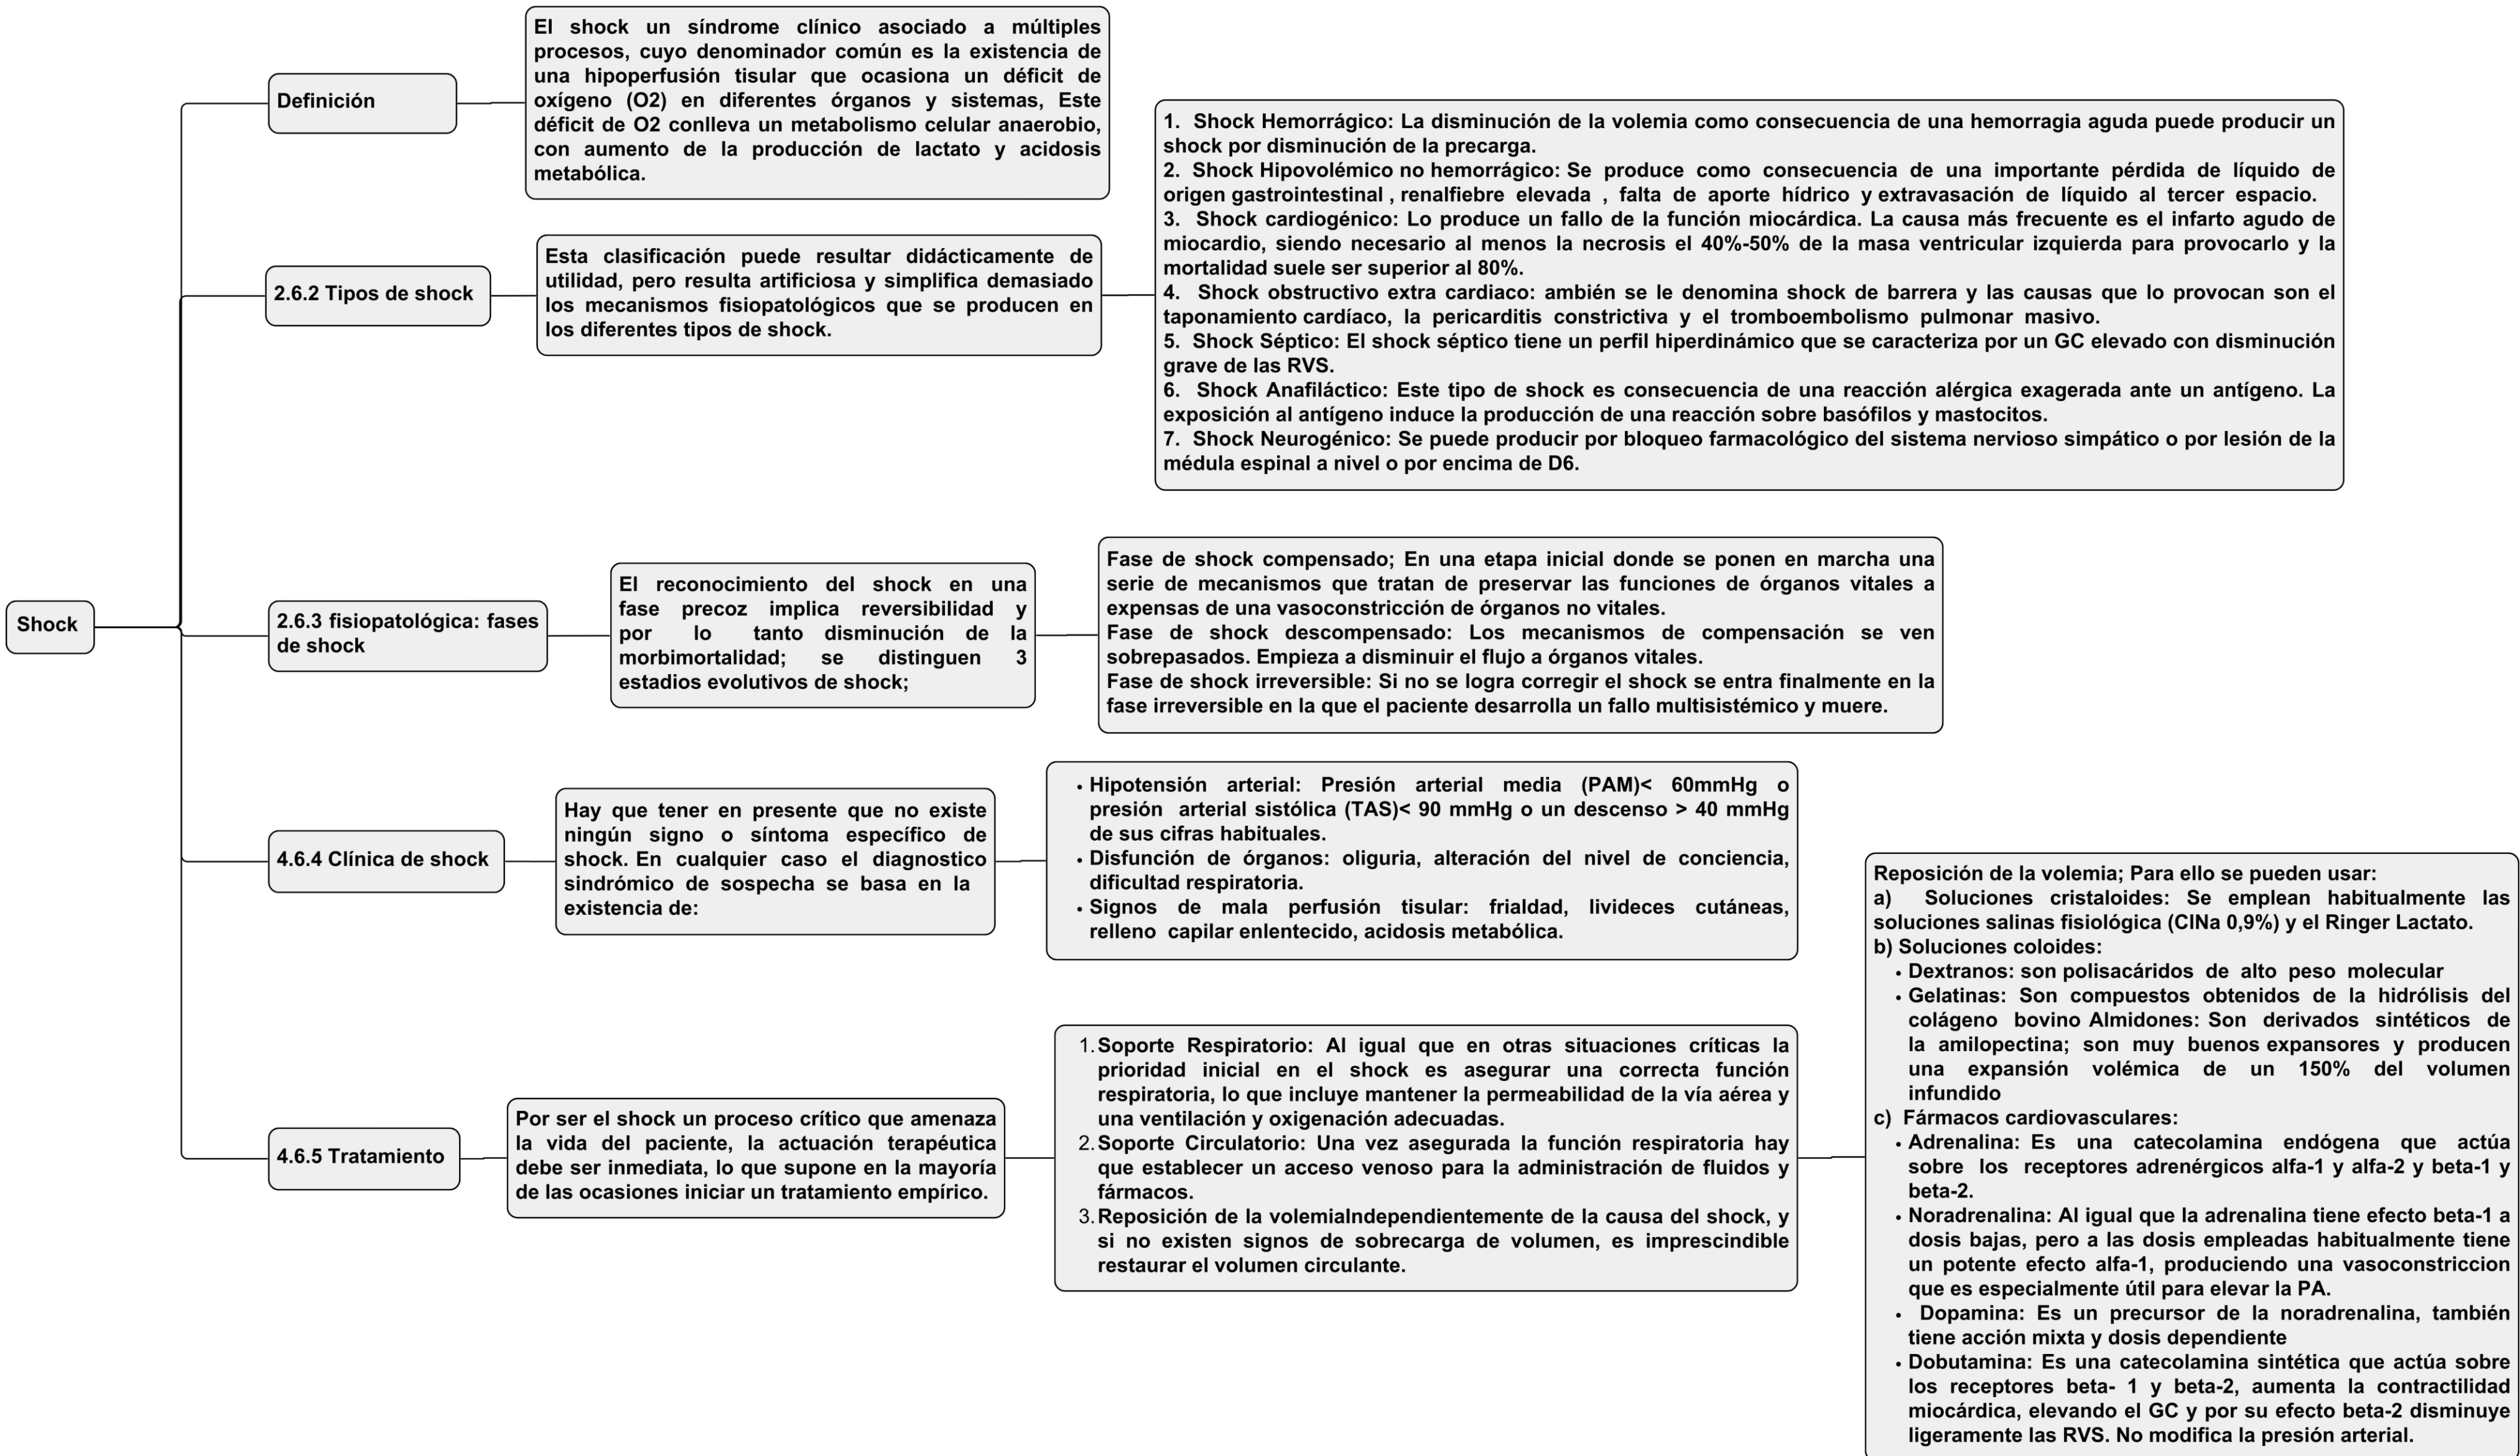 El shock un síndrome clínico asociado a múltiples
procesos, cuyo denominador común es la existencia de
una hipoperfusión tisular que ocasiona un déficit de
oxígeno (O2) en diferentes órganos y sistemas, Este
déficit de O2 conlleva un metabolismo celular anaerobio,
con aumento de la producción de lactato y acidosis
metabólica.
Definición
1. Shock Hemorrágico: La disminución de la volemia como consecuencia de una hemorragia aguda puede producir un
shock por disminución de la precarga.
2. Shock Hipovolémico no hemorrágico: Se produce como consecuencia de una importante pérdida de líquido de
origen gastrointestinal , renalfiebre elevada , falta de aporte hídrico y extravasación de líquido al tercer espacio.
3. Shock cardiogénico: Lo produce un fallo de la función miocárdica. La causa más frecuente es el infarto agudo de
miocardio, siendo necesario al menos la necrosis el 40%-50% de la masa ventricular izquierda para provocarlo y la
mortalidad suele ser superior al 80%.
4. Shock obstructivo extra cardiaco: ambién se le denomina shock de barrera y las causas que lo provocan son el
taponamiento cardíaco, la pericarditis constrictiva y el tromboembolismo pulmonar masivo.
5. Shock Séptico: El shock séptico tiene un perfil hiperdinámico que se caracteriza por un GC elevado con disminución
grave de las RVS.
6. Shock Anafiláctico: Este tipo de shock es consecuencia de una reacción alérgica exagerada ante un antígeno. La
exposición al antígeno induce la producción de una reacción sobre basófilos y mastocitos.
7. Shock Neurogénico: Se puede producir por bloqueo farmacológico del sistema nervioso simpático o por lesión de la
médula espinal a nivel o por encima de D6.
Esta clasificación puede resultar didácticamente de
utilidad, pero resulta artificiosa y simplifica demasiado
los mecanismos fisiopatológicos que se producen en
los diferentes tipos de shock.
2.6.2 Tipos de shock
Shock
2.6.3 fisiopatológica: fases
de shock
El reconocimiento del shock en una
fase precoz implica reversibilidad y
por lo tanto disminución de la
morbimortalidad; se distinguen 3
estadios evolutivos de shock;
Fase de shock compensado; En una etapa inicial donde se ponen en marcha una
serie de mecanismos que tratan de preservar las funciones de órganos vitales a
expensas de una vasoconstricción de órganos no vitales.
Fase de shock descompensado: Los mecanismos de compensación se ven
sobrepasados. Empieza a disminuir el flujo a órganos vitales.
Fase de shock irreversible: Si no se logra corregir el shock se entra finalmente en la
fase irreversible en la que el paciente desarrolla un fallo multisistémico y muere.
4.6.4 Clínica de shock
Hay que tener en presente que no existe
ningún signo o síntoma específico de
shock. En cualquier caso el diagnostico
sindrómico de sospecha se basa en la
existencia de:
• Hipotensión arterial: Presión arterial media (PAM)< 60mmHg o
presión arterial sistólica (TAS)< 90 mmHg o un descenso > 40 mmHg
de sus cifras habituales.
• Disfunción de órganos: oliguria, alteración del nivel de conciencia,
dificultad respiratoria.
• Signos de mala perfusión tisular: frialdad, livideces cutáneas,
relleno capilar enlentecido, acidosis metabólica.
4.6.5 Tratamiento
Por ser el shock un proceso crítico que amenaza
la vida del paciente, la actuación terapéutica
debe ser inmediata, lo que supone en la mayoría
de las ocasiones iniciar un tratamiento empírico.
1. Soporte Respiratorio: Al igual que en otras situaciones críticas la
prioridad inicial en el shock es asegurar una correcta función
respiratoria, lo que incluye mantener la permeabilidad de la vía aérea y
una ventilación y oxigenación adecuadas.
2. Soporte Circulatorio: Una vez asegurada la función respiratoria hay
que establecer un acceso venoso para la administración de fluidos y
fármacos.
3. Reposición de la volemiaIndependientemente de la causa del shock, y
si no existen signos de sobrecarga de volumen, es imprescindible
restaurar el volumen circulante.
Reposición de la volemia; Para ello se pueden usar:
a) Soluciones cristaloides: Se emplean habitualmente las
soluciones salinas fisiológica (ClNa 0,9%) y el Ringer Lactato.
b) Soluciones coloides:
• Dextranos: son polisacáridos de alto peso molecular
• Gelatinas: Son compuestos obtenidos de la hidrólisis del
colágeno bovino Almidones: Son derivados sintéticos de
la amilopectina; son muy buenos expansores y producen
una expansión volémica de un 150% del volumen
infundido
c) Fármacos cardiovasculares:
• Adrenalina: Es una catecolamina endógena que actúa
sobre los receptores adrenérgicos alfa-1 y alfa-2 y beta-1 y
beta-2.
• Noradrenalina: Al igual que la adrenalina tiene efecto beta-1 a
dosis bajas, pero a las dosis empleadas habitualmente tiene
un potente efecto alfa-1, produciendo una vasoconstriccion
que es especialmente útil para elevar la PA.
• Dopamina: Es un precursor de la noradrenalina, también
tiene acción mixta y dosis dependiente
• Dobutamina: Es una catecolamina sintética que actúa sobre
los receptores beta- 1 y beta-2, aumenta la contractilidad
miocárdica, elevando el GC y por su efecto beta-2 disminuye
ligeramente las RVS. No modifica la presión arterial.